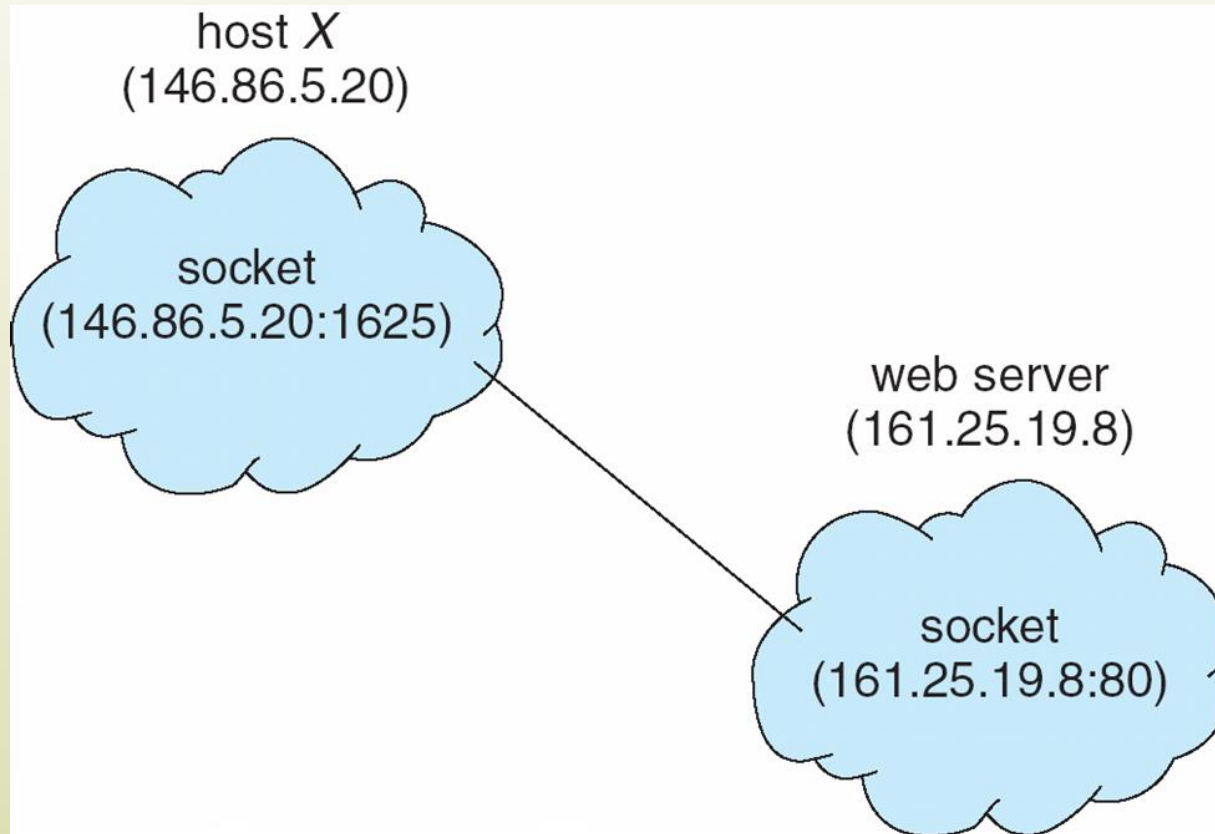 host X
(146.86.5.20)
socket
(146.86.5.20:1625)
web server
(161.25.19.8)
socket
(161.25.19.8:80)